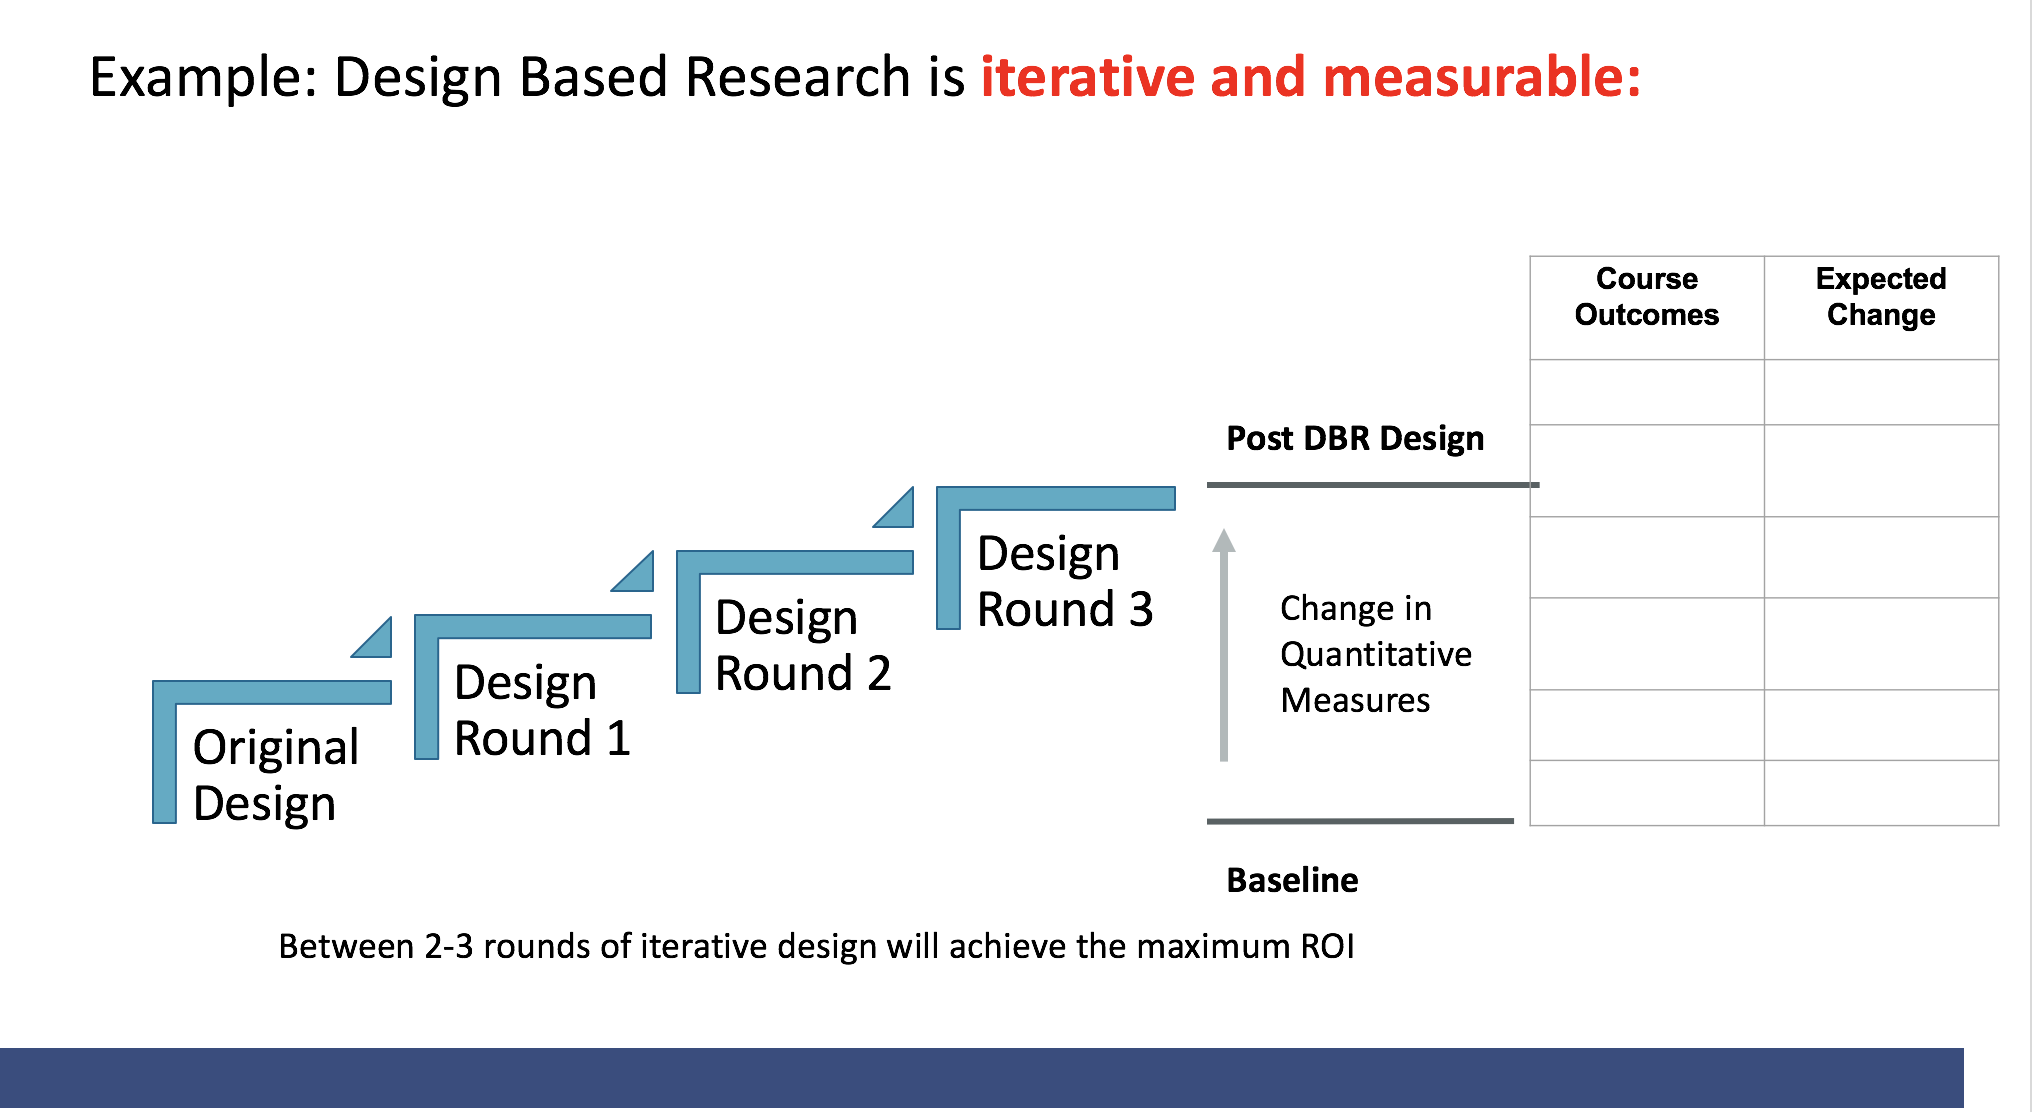 Example: Design Based Research is iterative and measurable:
Original
Design
Design
Round 1
Design
Round 2
Design
Round 3
Post DBR Design
Change in
Quantitative
Measures
Baseline
Course
Outcomes
Expected
Change
Between 2-3 rounds of iterative design will achieve the maximum ROI